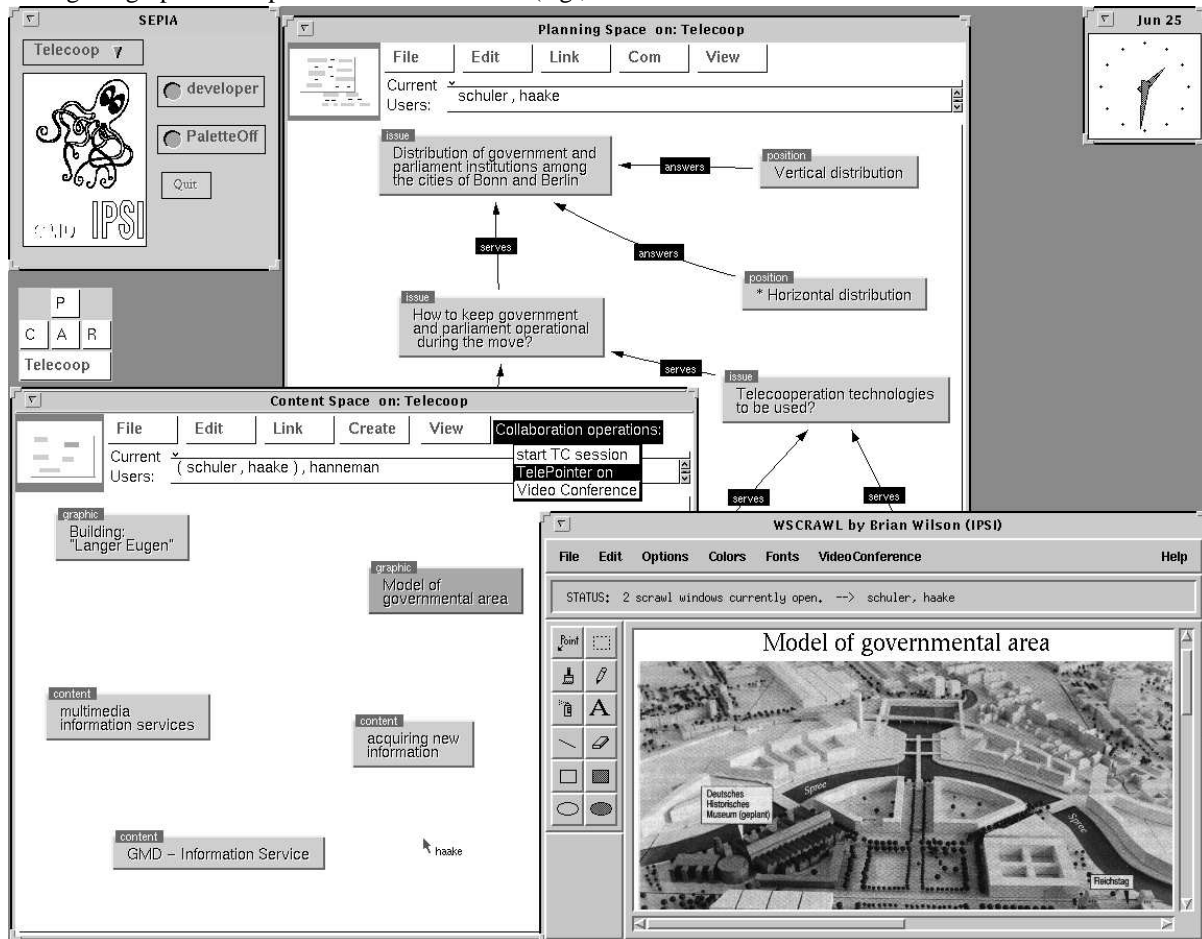 SEPIA
Telecoop
developer
PaletteOff
Quit
GMD IPSI
P
C A R
Telecoop
Planning Space on: Telecoop
File Edit Link Com View
Current
Users:
schuler , haake
issue
Distribution of government and
parliament institutions among
the cities of Bonn and Berlin
answers
position
Vertical distribution
serves
answers
position
* Horizontal distribution
issue
How to keep government
and parliament operational
during the move?
serves
issue
Telecooperation technologies
to be used?
serves
serves
Jun 25
Content Space on: Telecoop
File Edit Link Create View
Collaboration operations:
start TC session
TelePointer on
Video Conference
Current
Users:
( schuler , haake ) , hanneman
graphic
Building:
"Langer Eugen"
graphic
Model of
governmental area
content
multimedia
information services
content
acquiring new
information
content
GMD – Information Service
haake
WSCRAWL by Brian Wilson (IPSI)
File Edit Options Colors Fonts VideoConference Help
STATUS: 2 scrawl windows currently open. --> schuler, haake
Point
A
Model of governmental area
Spree
Deutsches
Historisches
Museum (geplant)
Spree
Reichstag